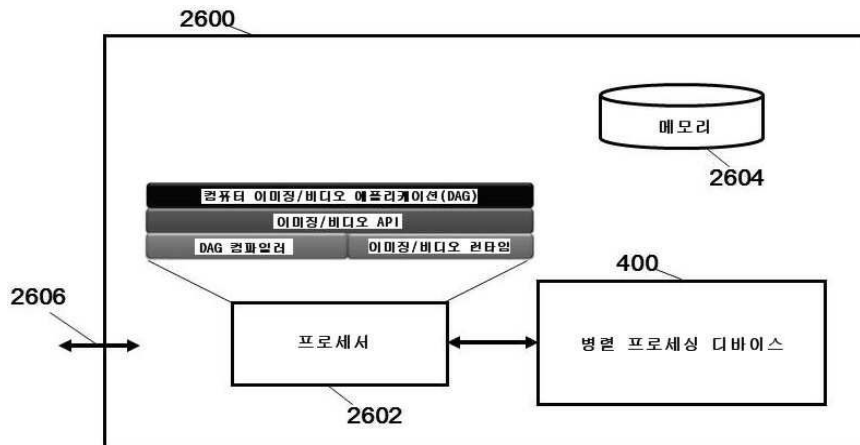 2600
메모리
2604
컴퓨터 이미징/비디오 애플리케이션(DAG)
이미징/비디오 API
DAG 컴파일러
이미징/비디오 런타임
400
2606
프로세서
병렬 프로세싱 디바이스
2602